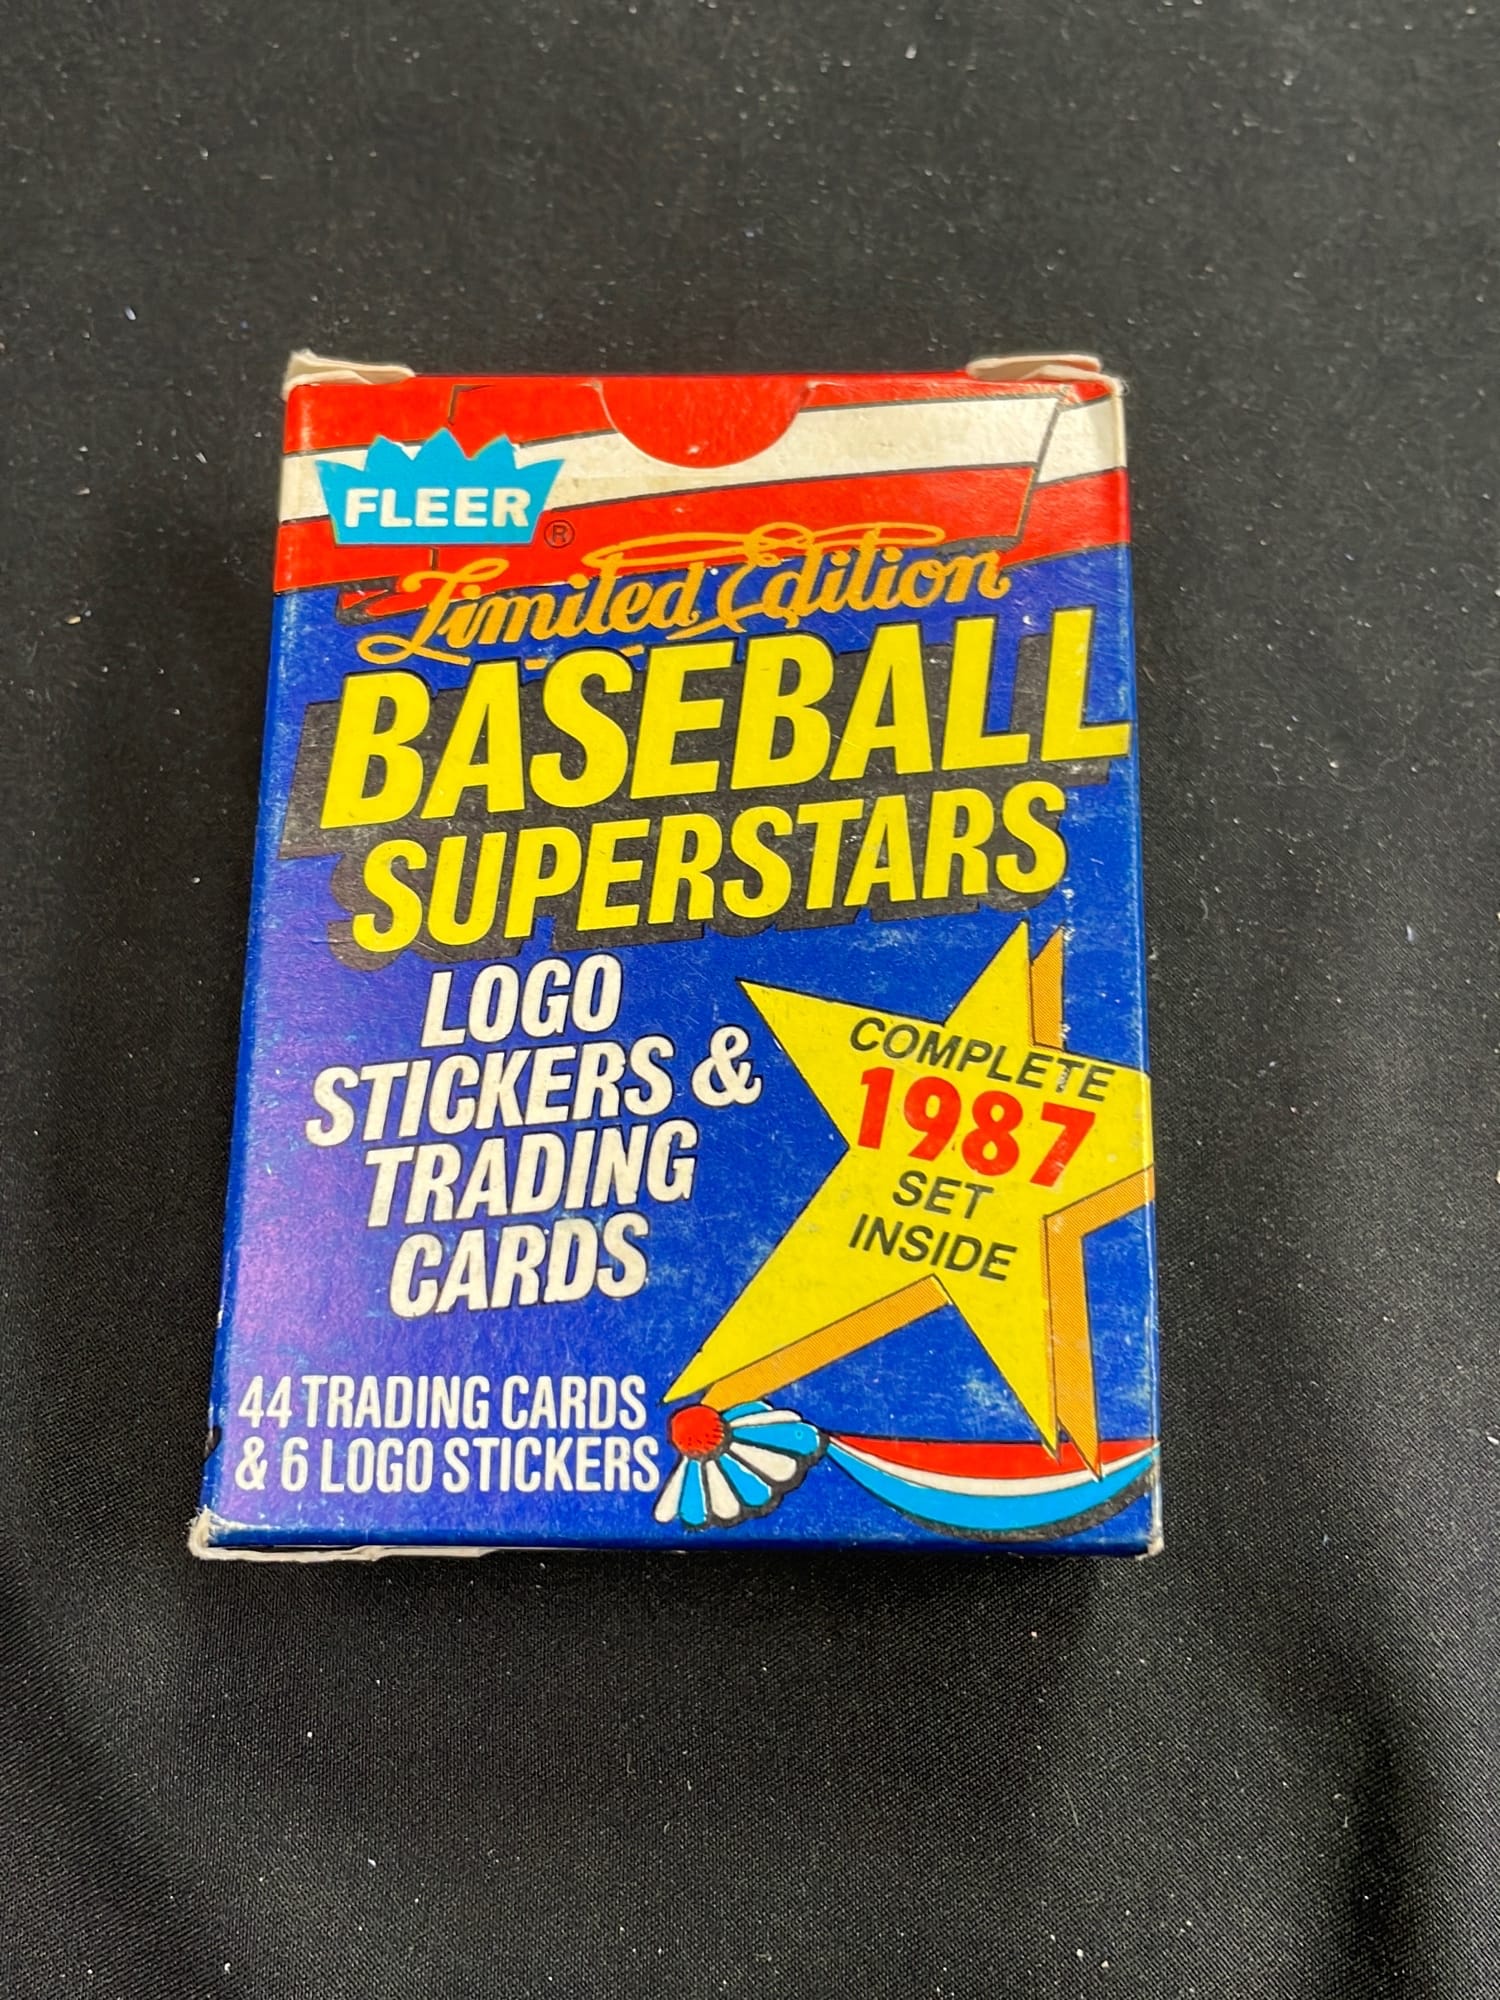 FLEER ®
Limited Edition
BASEBALL
SUPERSTARS
LOGO
STICKERS &
TRADING
CARDS
COMPLETE
1987
SET
INSIDE
44 TRADING CARDS
& 6 LOGO STICKERS